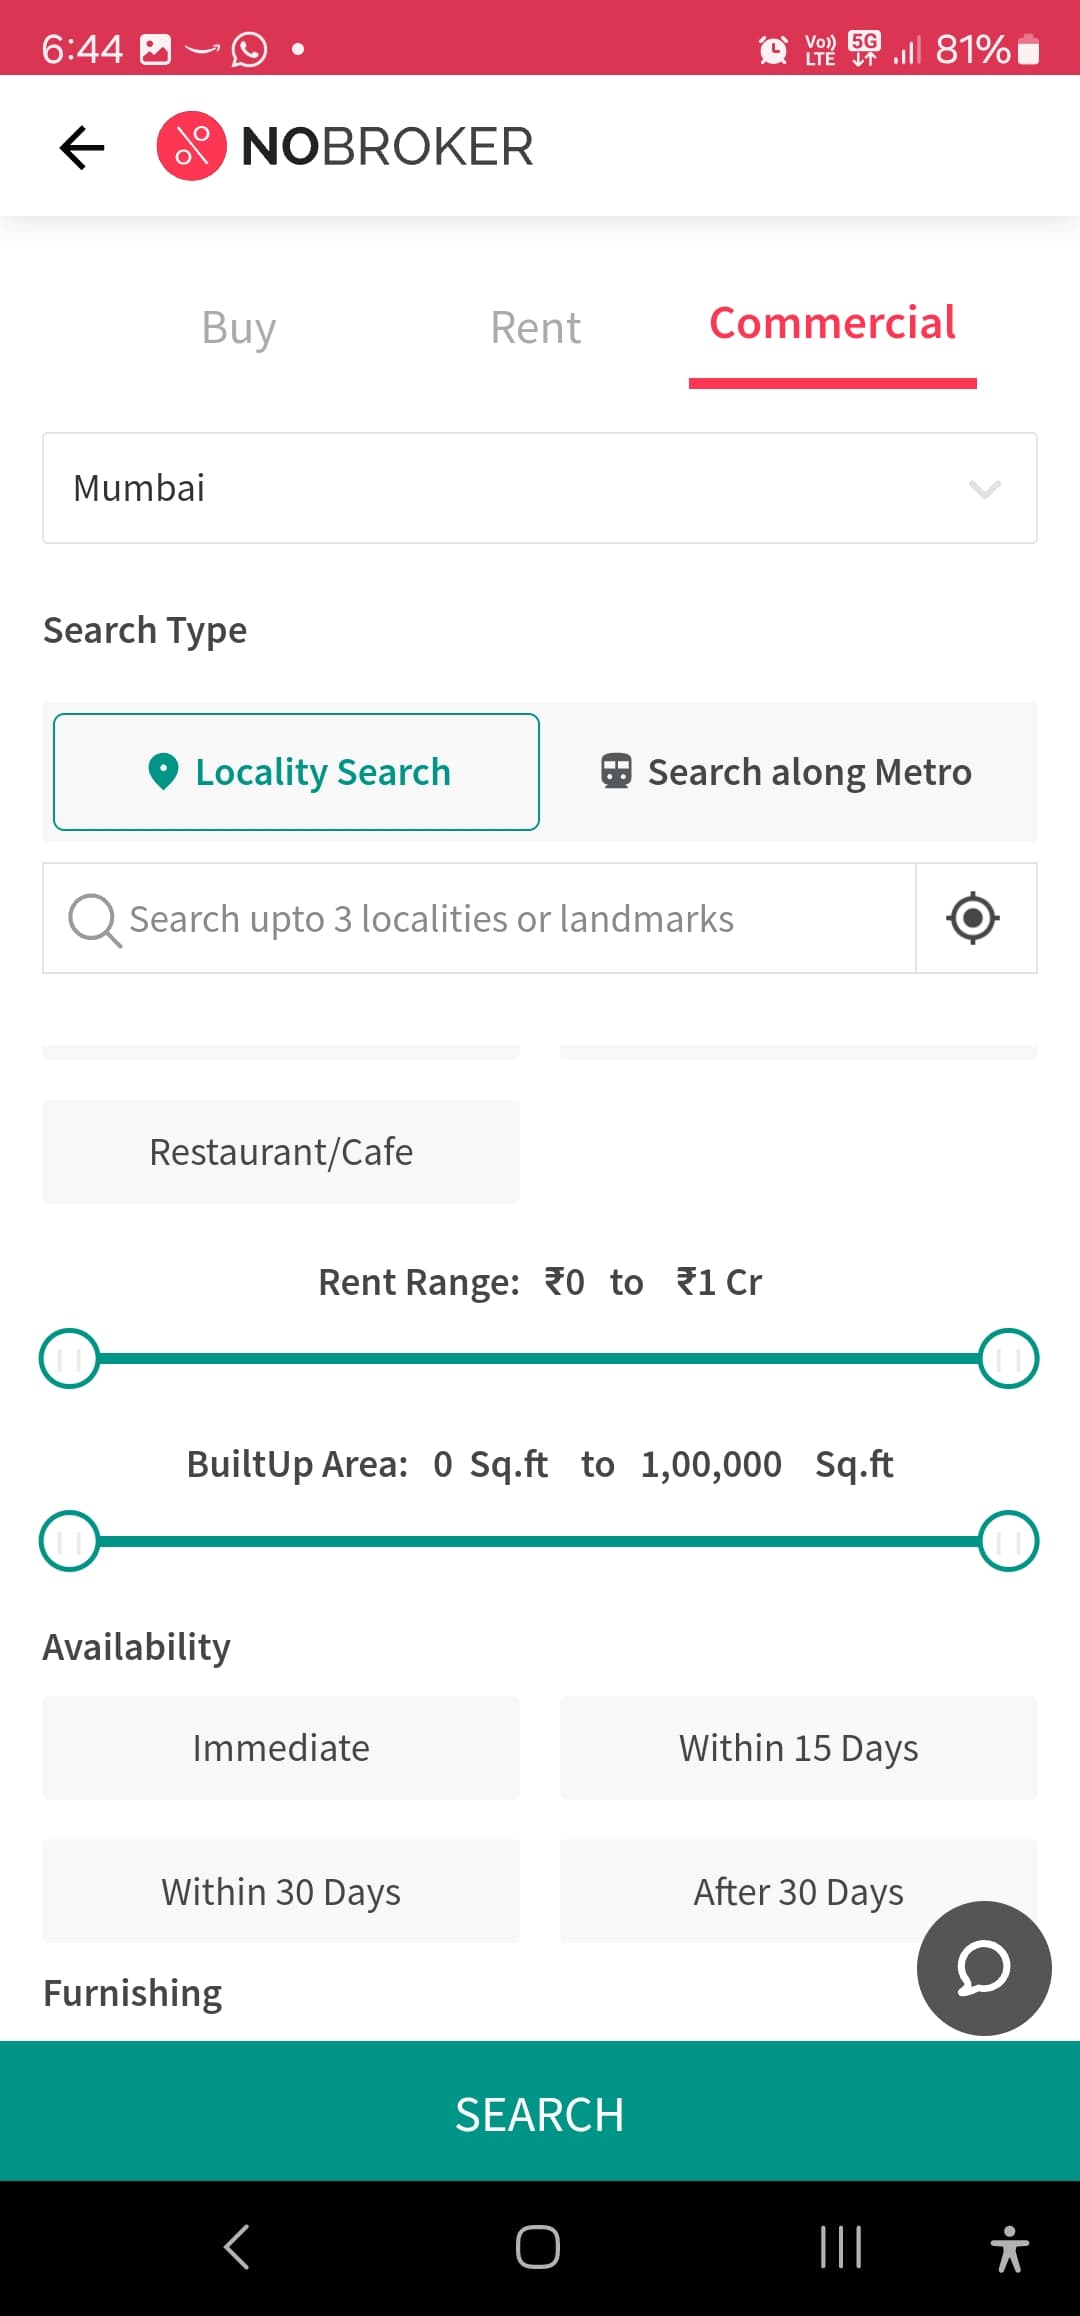 6:44 Vo)) LTE 5G 81%
NOBROKER
Buy Rent Commercial
Mumbai
Search Type
Locality Search Search along Metro
Search upto 3 localities or landmarks
Restaurant/Cafe
Rent Range: ₹0 to ₹1 Cr
BuiltUp Area: 0 Sq.ft to 1,00,000 Sq.ft
Availability
Immediate Within 15 Days
Within 30 Days After 30 Days
Furnishing
SEARCH